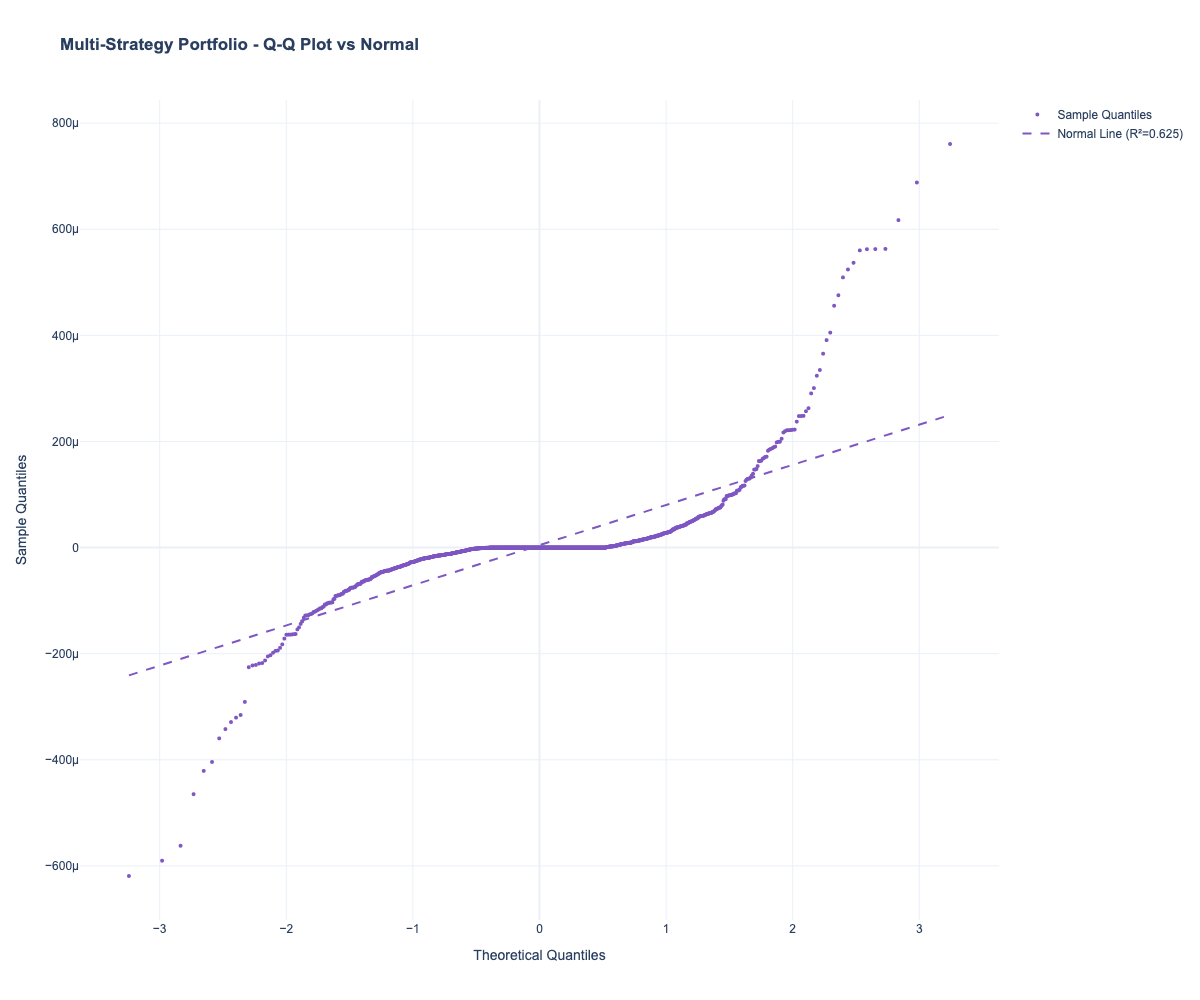 Multi-Strategy Portfolio - Q-Q Plot vs Normal
800μ
600μ
400μ
200μ
0
−200μ
−400μ
−600μ
Sample Quantiles
−3
−2
−1
0
1
2
3
Theoretical Quantiles
Sample Quantiles
Normal Line (R²=0.625)